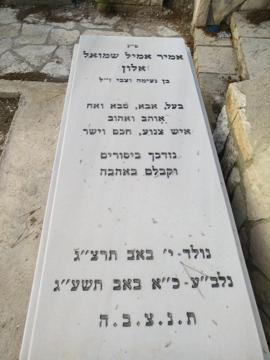 פ״נ
אמיר אמיל שמואל
אלון
בן נעימה וצבי ז״ל
בעל, אבא, סבא ואח
אוהב ואהוב
איש צנוע, חכם וישר
נזדכך ביסורים
וקבלם באהבה
נולד-י׳ באב תרצ״ג
נלב״ע-כ״א באב תשע״ג
ת.נ.צ.ב.ה